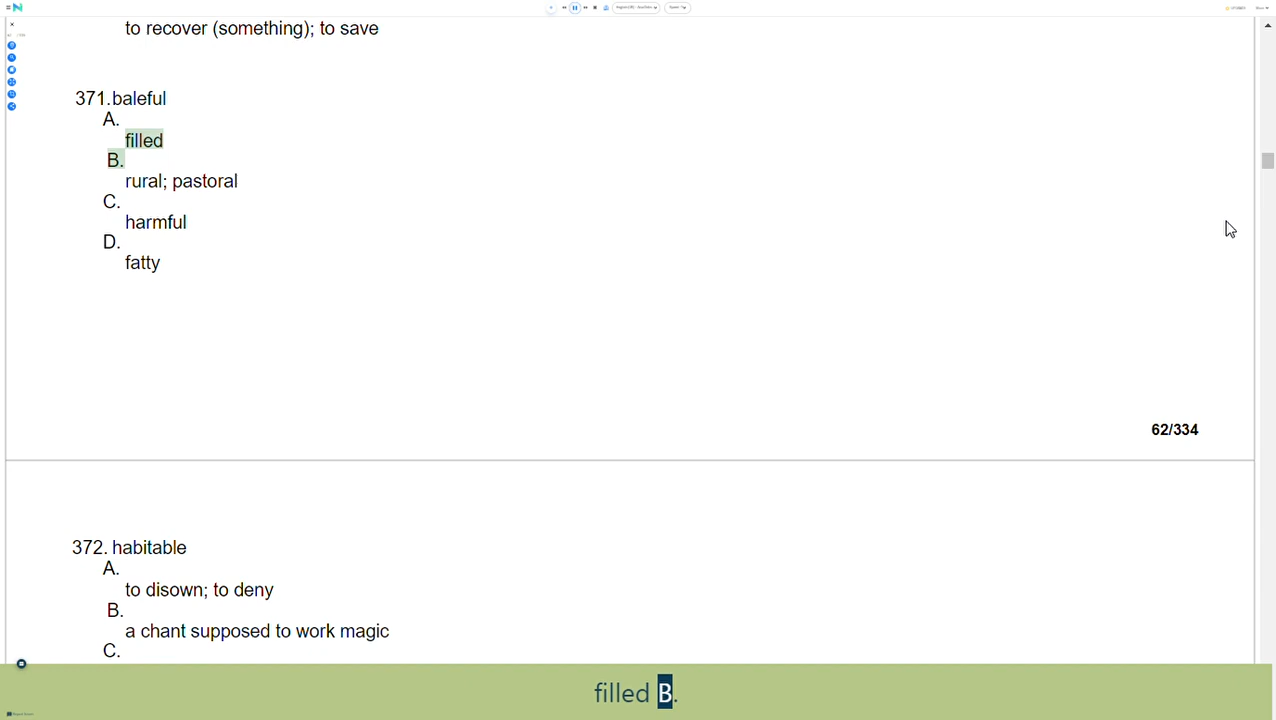 to recover (something); to save
371.baleful
A.
filled
B.
rural; pastoral
C.
harmful
D.
fatty
62/334
372. habitable
A.
to disown; to deny
B.
a chant supposed to work magic
C.
filled B.